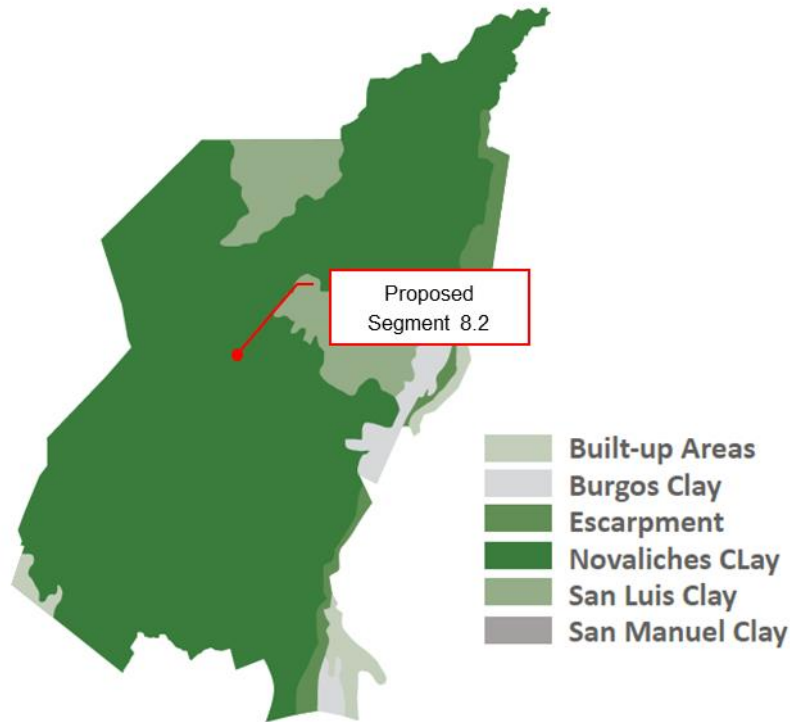 Proposed
Segment 8.2
Built-up Areas
Burgos Clay
Escarpment
Novaliches CLay
San Luis Clay
San Manuel Clay